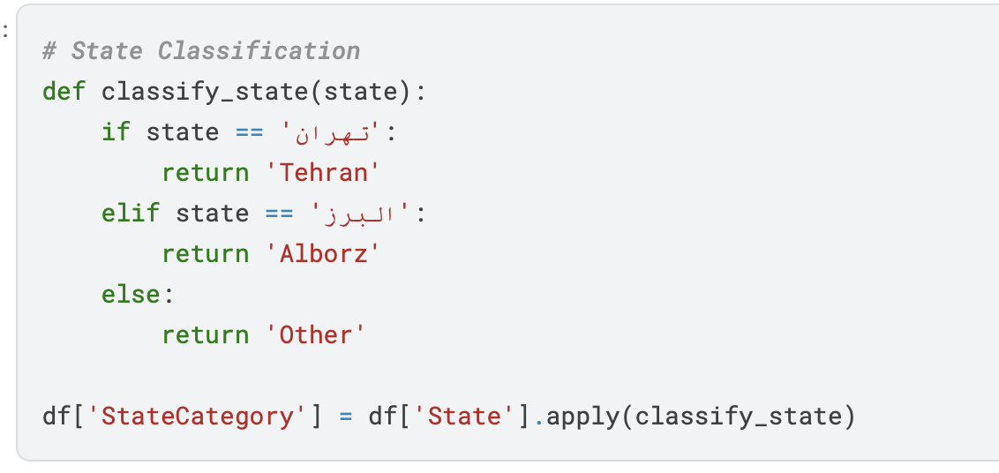 :
# State Classification
def classify_state(state):
    if state == 'تهران':
        return 'Tehran'
    elif state == 'البرز':
        return 'Alborz'
    else:
        return 'Other'
df['StateCategory'] = df['State'].apply(classify_state)